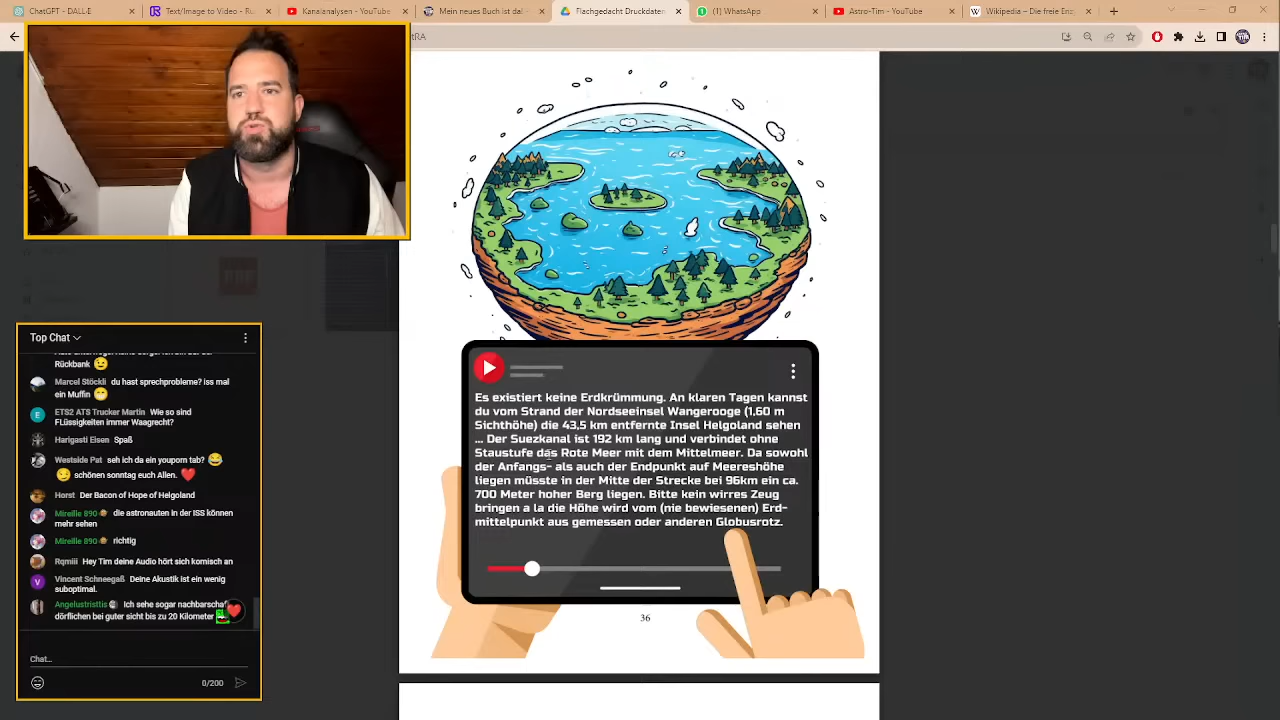 ChatGPT - DALL-E
Text/Image to Video - Ru
Kanalanalysen - YouTube
Mein neues Buch ist da! -
Flachgedacht Druckdaten
(1) WhatsApp
Astro-Tim - YouTube
Wikipedia – Die freie Enz
tRA
Top Chat
Rückbank
Marcel Stöckli du hast sprechprobleme? iss mal
ein Muffin
ETS2 ATS Trucker Martin Wie so sind
FLüssigkeiten immer Waagrecht?
Harigasti Eisen Spaß
Westside Pat seh ich da ein youporn tab?
schönen sonntag euch Allen.
Horst Der Bacon of Hope of Helgoland
Mireille 890 die astronauten in der ISS können
mehr sehen
Mireille 890 richtig
Rqmiii Hey Tim deine Audio hört sich komisch an
Vincent Schneegaß Deine Akustik ist ein wenig
suboptimal.
Angelustristtis Ich sehe sogar nachbarschaf
dörflichen bei guter sicht bis zu 20 Kilometer
Chat...
0/200
Es existiert keine Erdkrümmung. An klaren Tagen kannst
du vom Strand der Nordseeinsel Wangerooge (1,60 m
Sichthöhe) die 43,5 km entfernte Insel Helgoland sehen
... Der Suezkanal ist 192 km lang und verbindet ohne
Staustufe das Rote Meer mit dem Mittelmeer. Da sowohl
der Anfangs- als auch der Endpunkt auf Meereshöhe
liegen müsste in der Mitte der Strecke bei 96km ein ca.
700 Meter hoher Berg liegen. Bitte kein wirres Zeug
bringen a la die Höhe wird vom (nie bewiesenen) Erd-
mittelpunkt aus gemessen oder anderen Globusrotz.
36